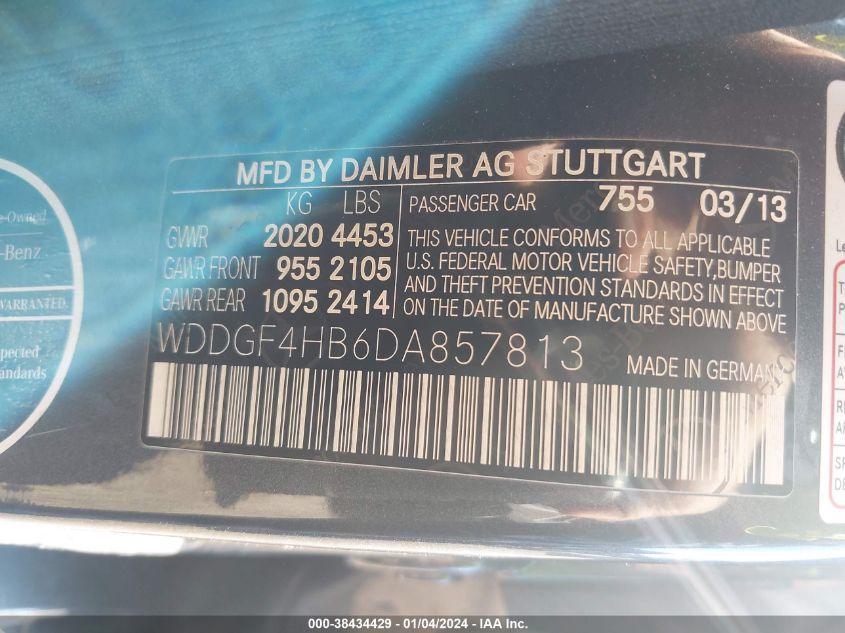 MFD BY DAIMLER AG STUTTGART
KG LBS
GVWR 2020 4453
GAWR FRONT 955 2105
GAWR REAR 1095 2414
PASSENGER CAR 755 03/13
THIS VEHICLE CONFORMS TO ALL APPLICABLE
U.S. FEDERAL MOTOR VEHICLE SAFETY, BUMPER
AND THEFT PREVENTION STANDARDS IN EFFECT
ON THE DATE OF MANUFACTURE SHOWN ABOVE.
WDDGF4HB6DA857813 MADE IN GERMANY
e-Owned
-Benz
WARRANTED.
spected
andards
000-38434429 - 01/04/2024 - IAA Inc.